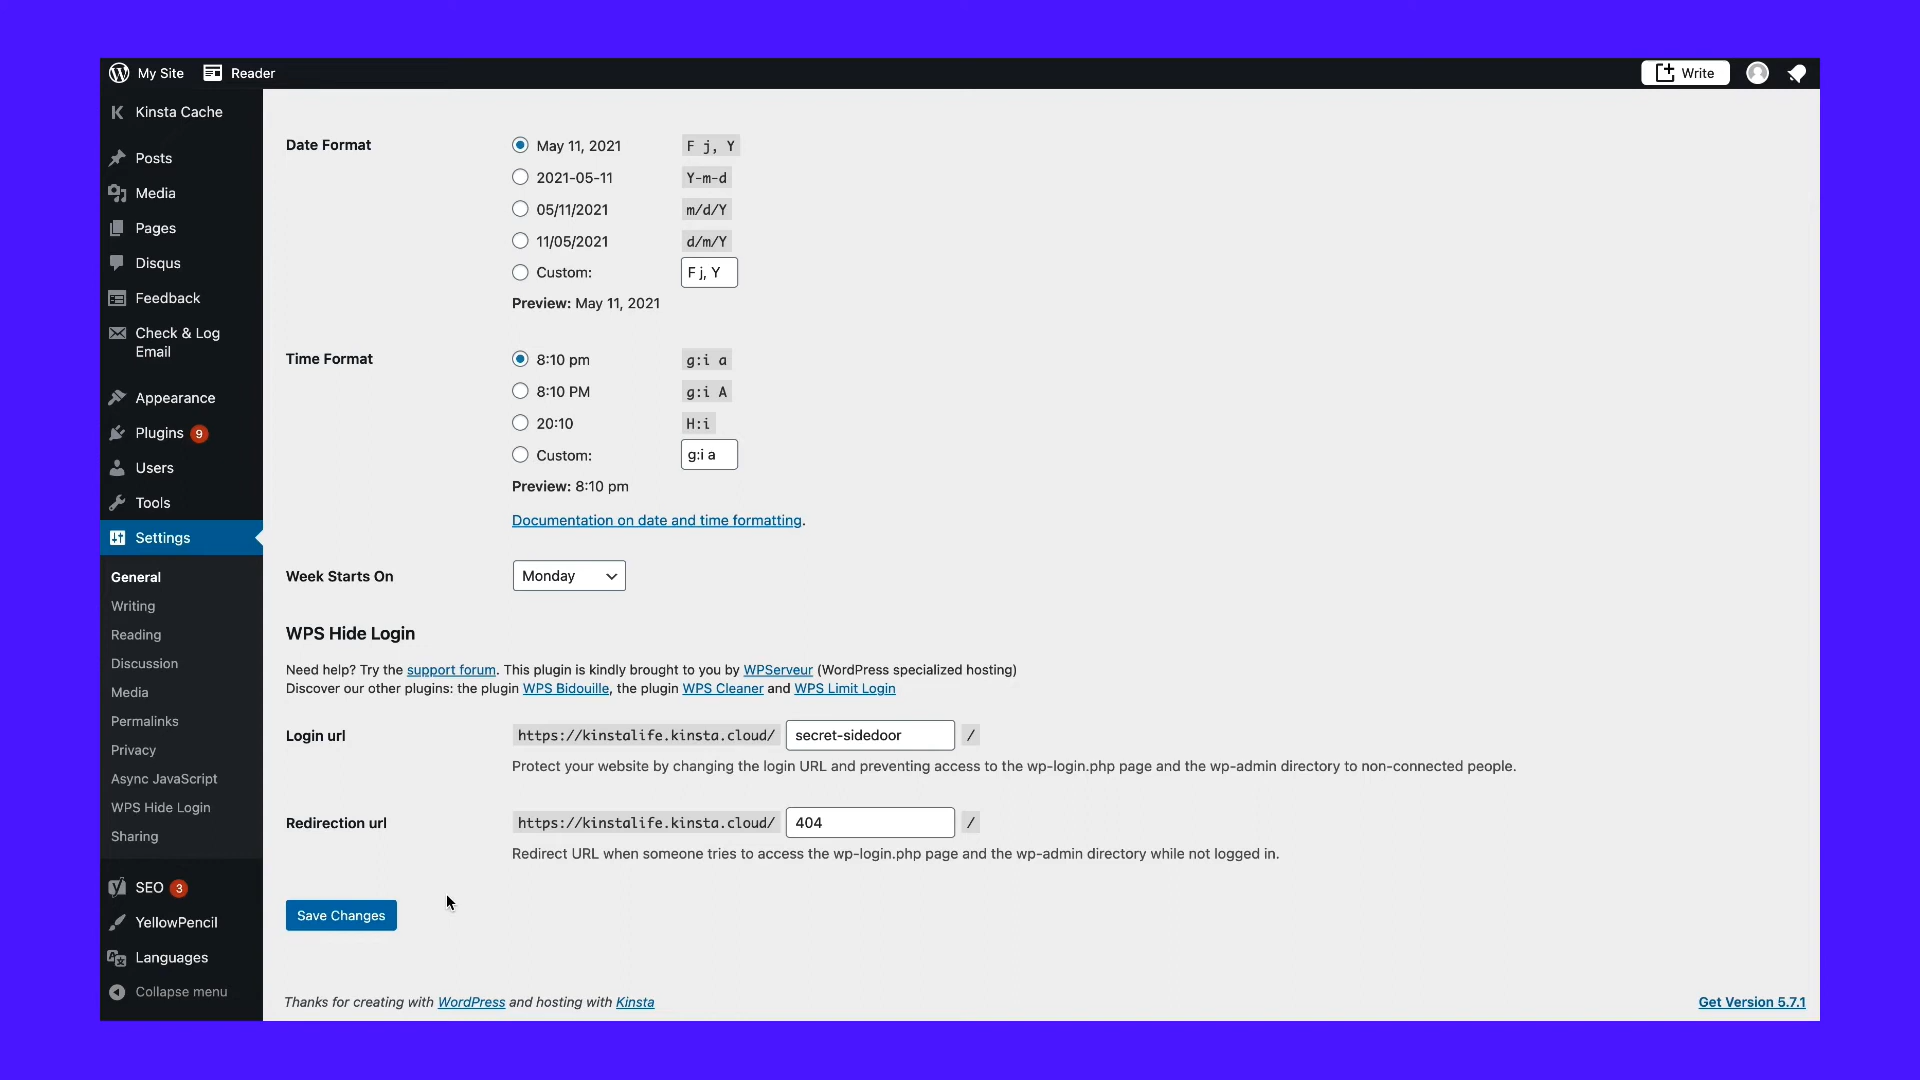 My Site Reader Write
Kinsta Cache
Posts
Media
Pages
Disqus
Feedback
Check & Log
Email
Appearance
Plugins 9
Users
Tools
Settings
General
Writing
Reading
Discussion
Media
Permalinks
Privacy
Async JavaScript
WPS Hide Login
Sharing
SEO 3
YellowPencil
Languages
Collapse menu
Date Format
May 11, 2021 F j, Y
2021-05-11 Y-m-d
05/11/2021 m/d/Y
11/05/2021 d/m/Y
Custom: F j, Y
Preview: May 11, 2021
Time Format
8:10 pm g:i a
8:10 PM g:i A
20:10 H:i
Custom: g:i a
Preview: 8:10 pm
Documentation on date and time formatting.
Week Starts On Monday
WPS Hide Login
Need help? Try the support forum. This plugin is kindly brought to you by WPServeur (WordPress specialized hosting)
Discover our other plugins: the plugin WPS Bidouille, the plugin WPS Cleaner and WPS Limit Login
Login url https://kinstalife.kinsta.cloud/ secret-sidedoor /
Protect your website by changing the login URL and preventing access to the wp-login.php page and the wp-admin directory to non-connected people.
Redirection url https://kinstalife.kinsta.cloud/ 404 /
Redirect URL when someone tries to access the wp-login.php page and the wp-admin directory while not logged in.
Save Changes
Thanks for creating with WordPress and hosting with Kinsta
Get Version 5.7.1